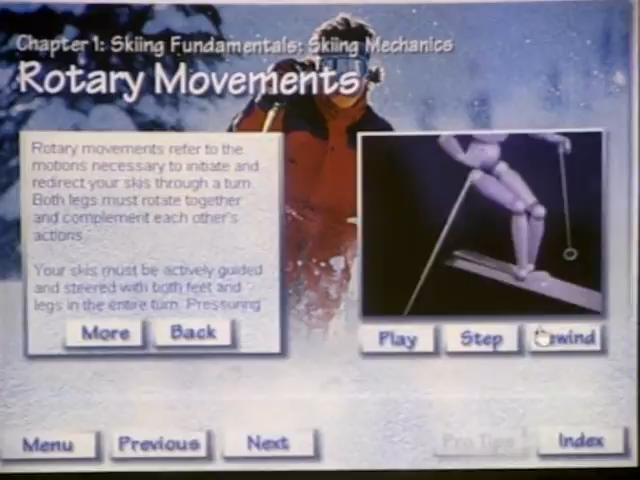 Chapter 1: Skiing Fundamentals: Skiing Mechanics
Rotary Movements
Rotary movements refer to the
motions necessary to initiate and
redirect your skis through a turn.
Both legs must rotate together
and complement each other's
actions.
Your skis must be actively guided
and steered with both feet and
legs in the entire turn. Pressuring
More
Back
Play
Step
Rewind
Menu
Previous
Next
Pro Tips
Index